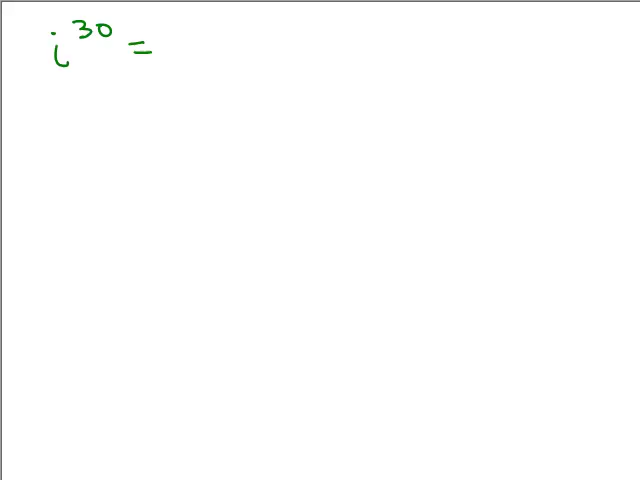 i³⁰ =